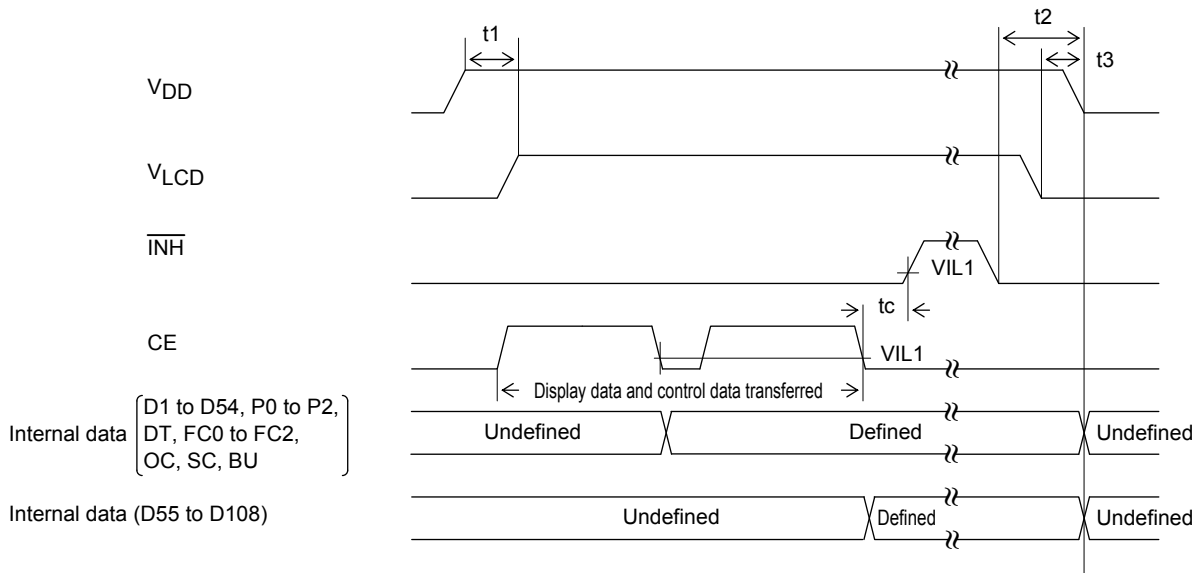 t1
t2
t3
VDD
VLCD
INH
VIL1
tc
CE
VIL1
Display data and control data transferred
Internal data
D1 to D54, P0 to P2,
DT, FC0 to FC2,
OC, SC, BU
Undefined
Defined
Undefined
Internal data (D55 to D108)
Undefined
Defined
Undefined